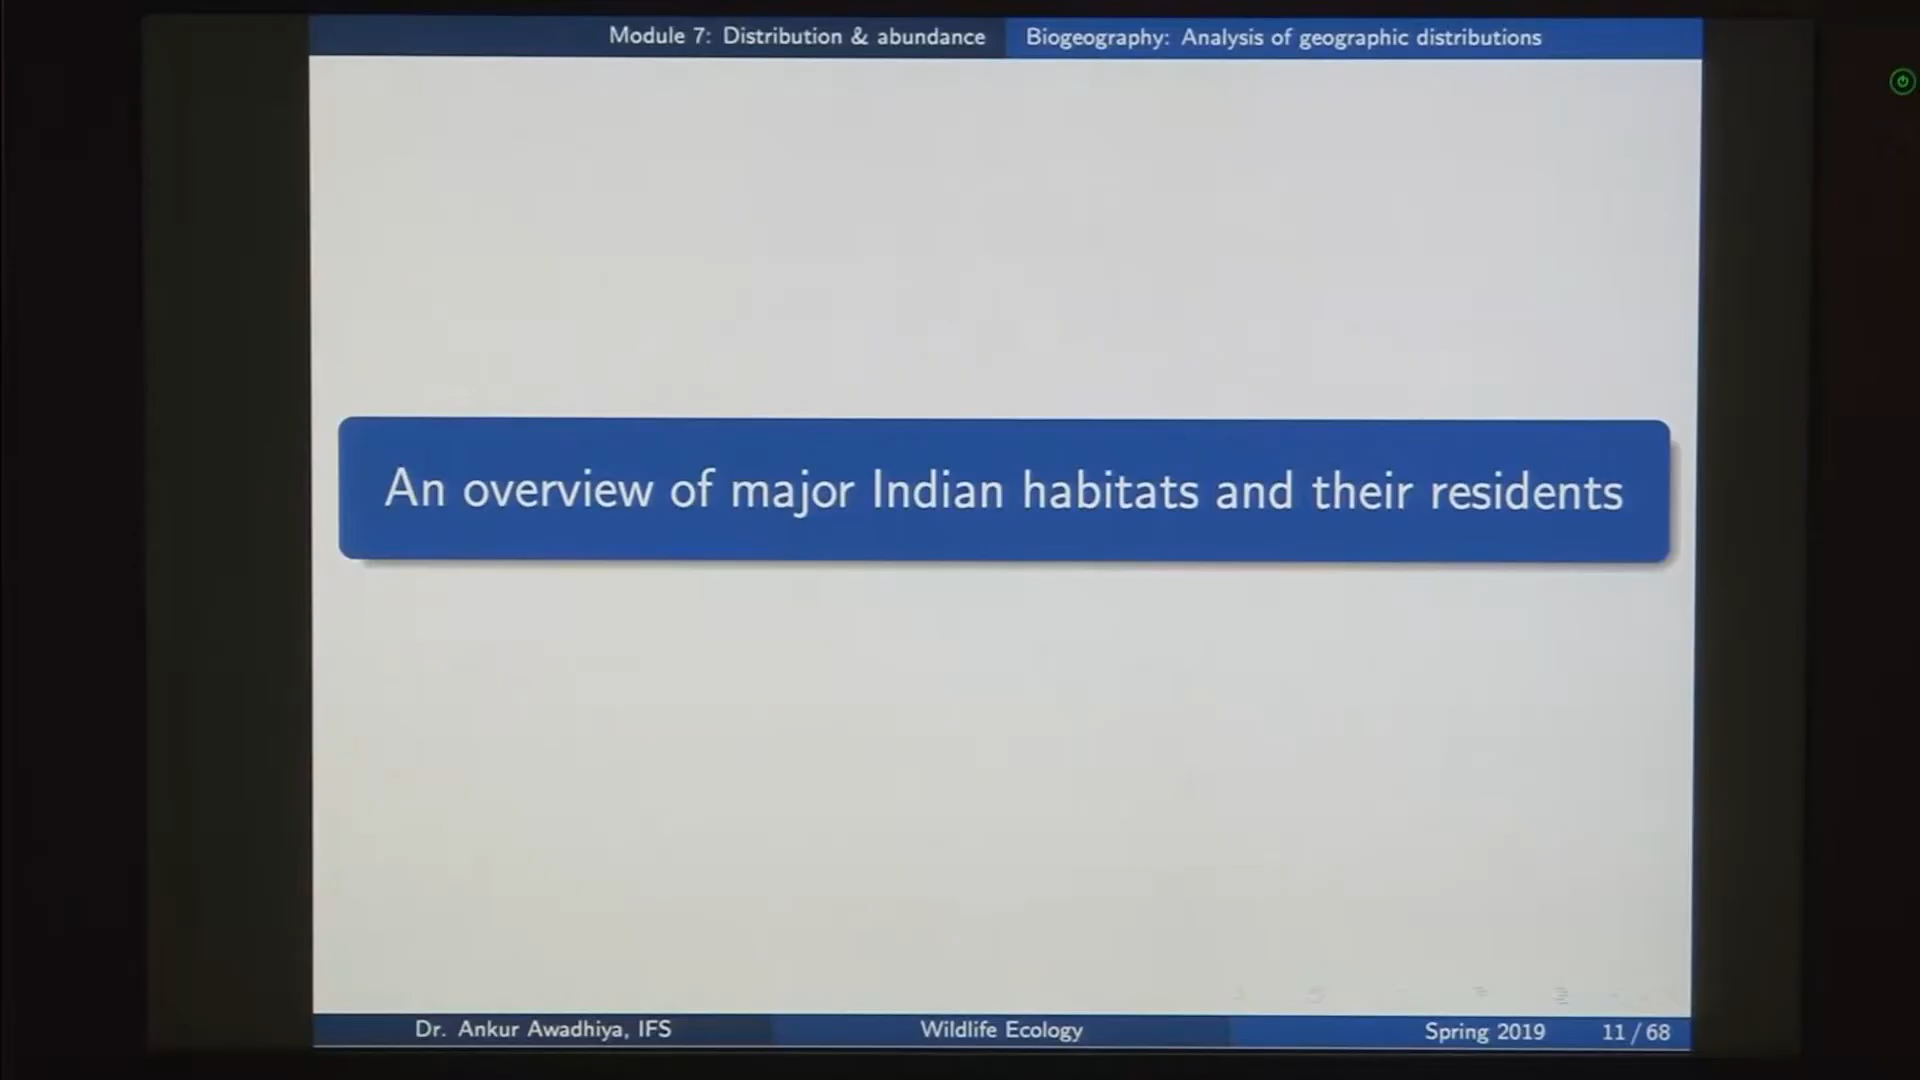 Module 7: Distribution & abundance Biogeography: Analysis of geographic distributions
An overview of major Indian habitats and their residents
Dr. Ankur Awadhiya, IFS Wildlife Ecology Spring 2019 11 / 68